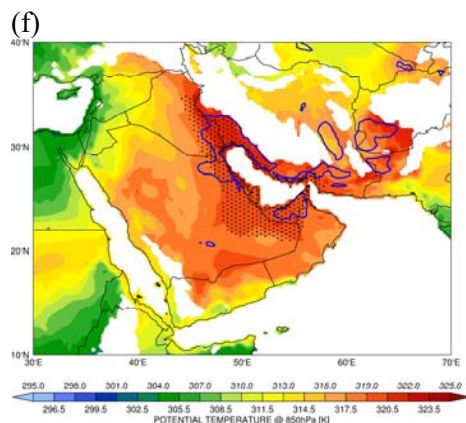 (f)
40°N
30°N
20°N
10°N
30°E 40°E 50°E 60°E 70°E
295.0 298.0 301.0 304.0 307.0 310.0 313.0 316.0 319.0 322.0 325.0
296.5 299.5 302.5 305.5 308.5 311.5 314.5 317.5 320.5 323.5
POTENTIAL TEMPERATURE @ 850hPa [K]